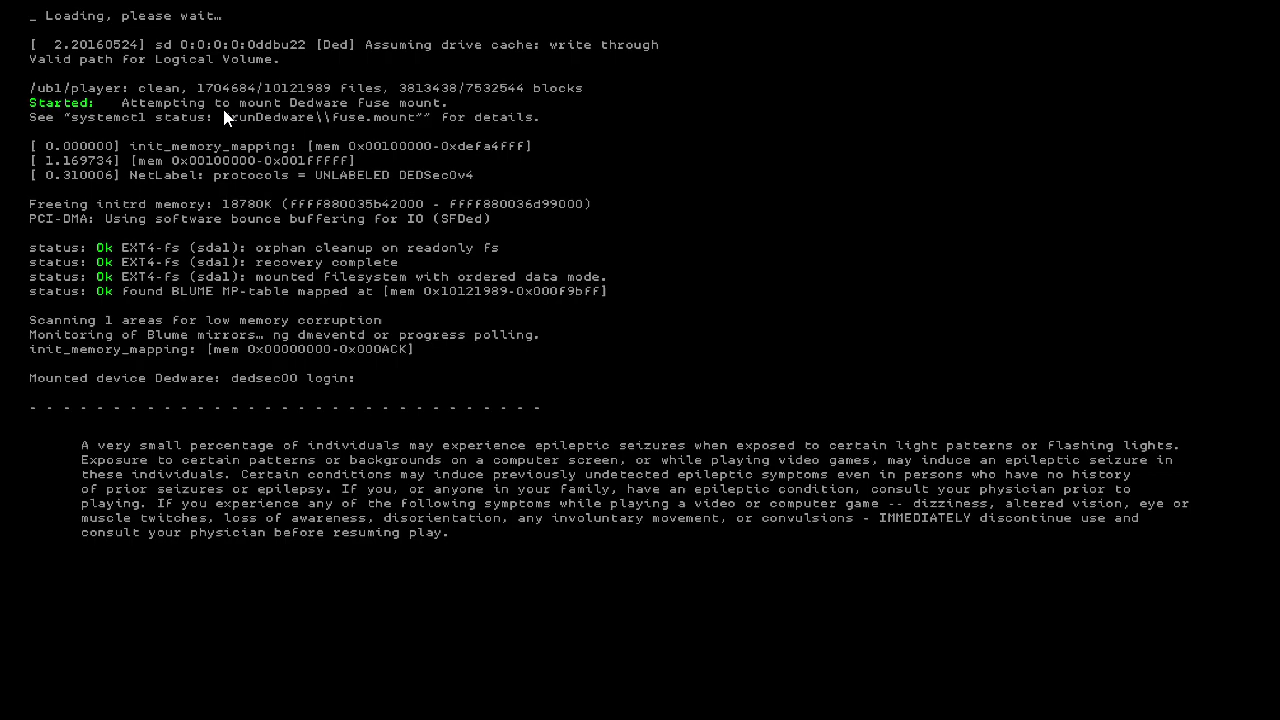 _ Loading, please wait…
[  2.20160524] sd 0:0:0:0:0ddbu22 [Ded] Assuming drive cache: write through
Valid path for Logical Volume.
/ubl/player: clean, 1704684/10121989 files, 3813438/7532544 blocks
Started:   Attempting to mount Dedware fuse mount.
See "systemctl status: runDedware\\fuse.mount"" for details.
[ 0.000000] init_memory_mapping: [mem 0x00100000-0xdefa4fff]
[ 1.169734] [mem 0x00100000-0x001fffff]
[ 0.310006] NetLabel: protocols = UNLABELED DEDSec0v4
Freeing initrd memory: 18780K (ffff880035b42000 - ffff880036d99000)
PCI-DMA: Using software bounce buffering for IO (SFDed)
status: Ok EXT4-fs (sda1): orphan cleanup on readonly fs
status: Ok EXT4-fs (sda1): recovery complete
status: Ok EXT4-fs (sda1): mounted filesystem with ordered data mode.
status: Ok found BLUME MP-table mapped at [mem 0x10121989-0x000f9bff]
Scanning 1 areas for low memory corruption
Monitoring of Blume mirrors… ng dmeventd or progress polling.
init_memory_mapping: [mem 0x00000000-0x000ACK]
Mounted device Dedware: dedsec00 login:
- - - - - - - - - - - - - - - - - - - - - - - - - - - - - - -
A very small percentage of individuals may experience epileptic seizures when exposed to certain light patterns or flashing lights.
Exposure to certain patterns or backgrounds on a computer screen, or while playing video games, may induce an epileptic seizure in
these individuals. Certain conditions may induce previously undetected epileptic symptoms even in persons who have no history
of prior seizures or epilepsy. If you, or anyone in your family, have an epileptic condition, consult your physician prior to
playing. If you experience any of the following symptoms while playing a video or computer game -- dizziness, altered vision, eye or
muscle twitches, loss of awareness, disorientation, any involuntary movement, or convulsions - IMMEDIATELY discontinue use and
consult your physician before resuming play.